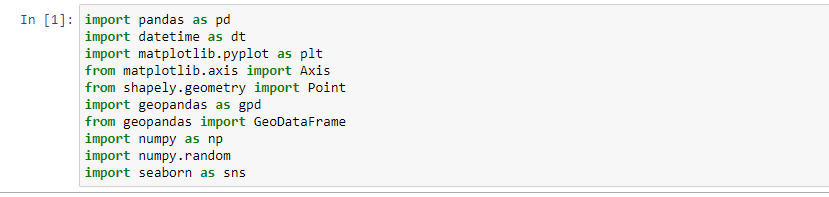 In [1]: import pandas as pd
import datetime as dt
import matplotlib.pyplot as plt
from matplotlib.axis import Axis
from shapely.geometry import Point
import geopandas as gpd
from geopandas import GeoDataFrame
import numpy as np
import numpy.random
import seaborn as sns